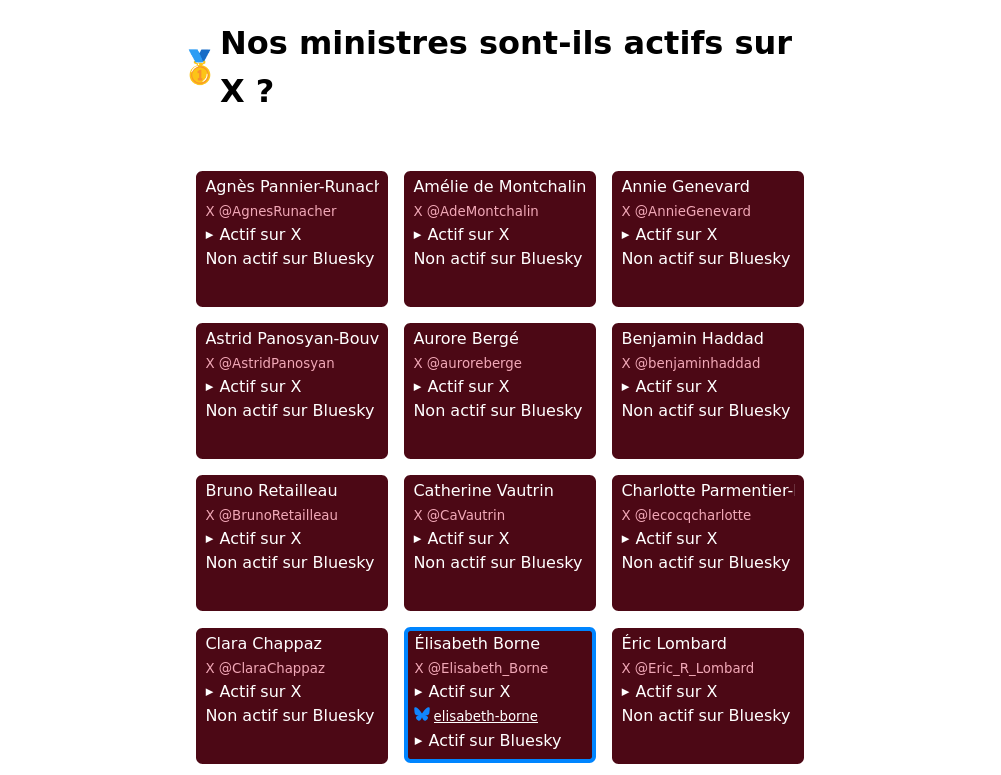 Nos ministres sont-ils actifs sur
X ?
Agnès Pannier-Runach
X @AgnesRunacher
▸ Actif sur X
Non actif sur Bluesky
Amélie de Montchalin
X @AdeMontchalin
▸ Actif sur X
Non actif sur Bluesky
Annie Genevard
X @AnnieGenevard
▸ Actif sur X
Non actif sur Bluesky
Astrid Panosyan-Bouv
X @AstridPanosyan
▸ Actif sur X
Non actif sur Bluesky
Aurore Bergé
X @auroreberge
▸ Actif sur X
Non actif sur Bluesky
Benjamin Haddad
X @benjaminhaddad
▸ Actif sur X
Non actif sur Bluesky
Bruno Retailleau
X @BrunoRetailleau
▸ Actif sur X
Non actif sur Bluesky
Catherine Vautrin
X @CaVautrin
▸ Actif sur X
Non actif sur Bluesky
Charlotte Parmentier-
X @lecocqcharlotte
▸ Actif sur X
Non actif sur Bluesky
Clara Chappaz
X @ClaraChappaz
▸ Actif sur X
Non actif sur Bluesky
Élisabeth Borne
X @Elisabeth_Borne
▸ Actif sur X
elisabeth-borne
▸ Actif sur Bluesky
Éric Lombard
X @Eric_R_Lombard
▸ Actif sur X
Non actif sur Bluesky